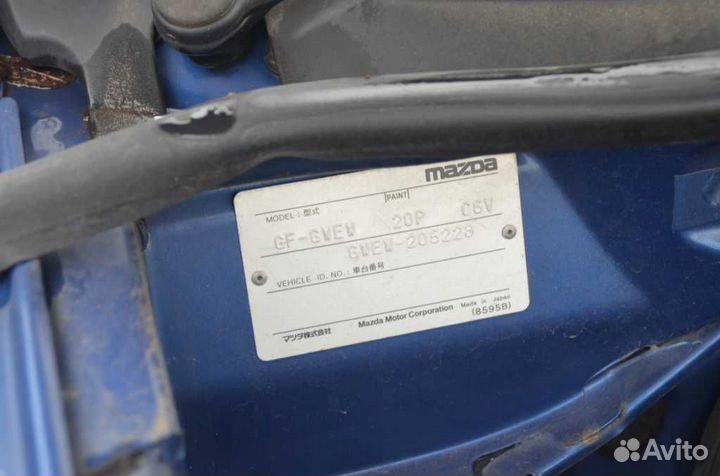 mazda
MODEL : 型式 PAINT
GF-GWEW 20P C6V
GWEW-205228
VEHICLE ID. NO. : 車台番号
マツダ株式会社 Mazda Motor Corporation Made in Japan
(8595B)
Avito